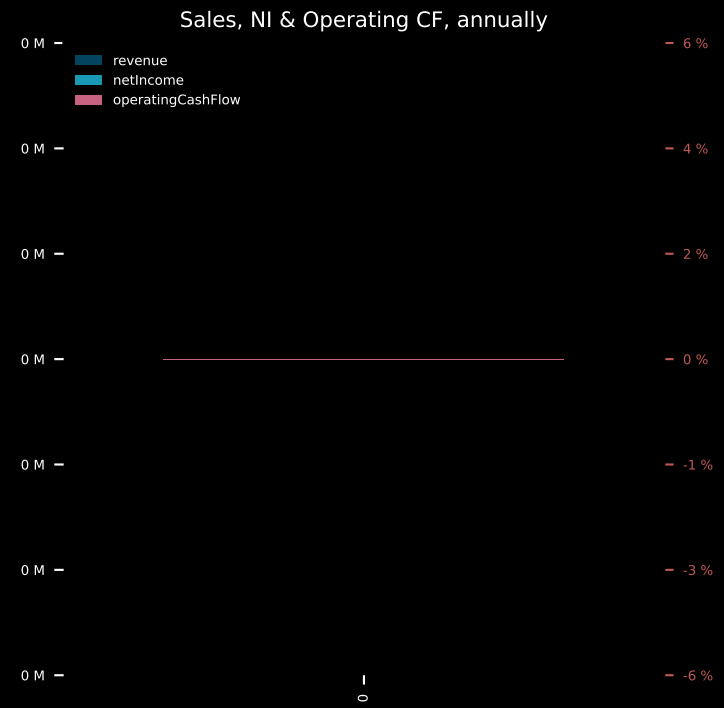 Sales, NI & Operating CF, annually
0 M
6 %
revenue
netIncome
operatingCashFlow
0 M
4 %
0 M
2 %
0 M
0 %
0 M
-1 %
0 M
-3 %
0 M
-6 %
0